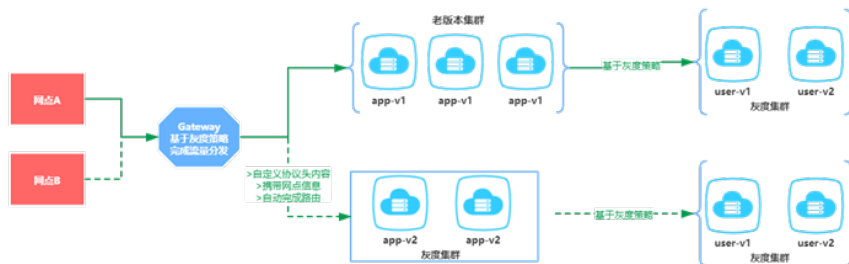 网点A
网点B
Gateway
基于灰度策略
完成流量分发
>自定义协议头内容
>携带网点信息
>自动完成路由
老版本集群
app-v1
app-v1
app-v1
基于灰度策略
user-v1
user-v2
灰度集群
app-v2
app-v2
灰度集群
基于灰度策略
user-v1
user-v2
灰度集群